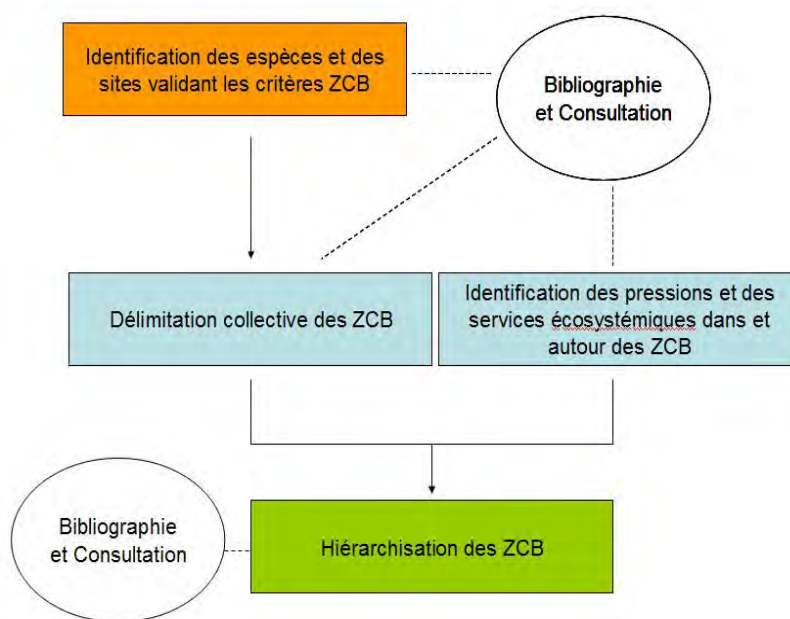 Identification des espèces et des
sites validant les critères ZCB
Bibliographie
et Consultation
Délimitation collective des ZCB
Identification des pressions et des
services écosystémiques dans et
autour des ZCB
Bibliographie
et Consultation
Hiérarchisation des ZCB